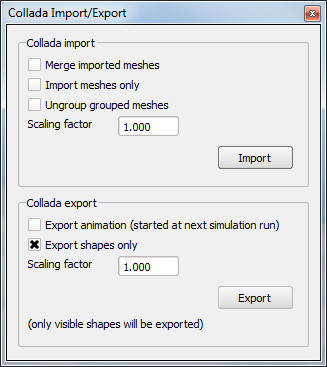 Collada Import/Export
Collada import
Merge imported meshes
Import meshes only
Ungroup grouped meshes
Scaling factor 1.000
Import
Collada export
Export animation (started at next simulation run)
Export shapes only
Scaling factor 1.000
Export
(only visible shapes will be exported)